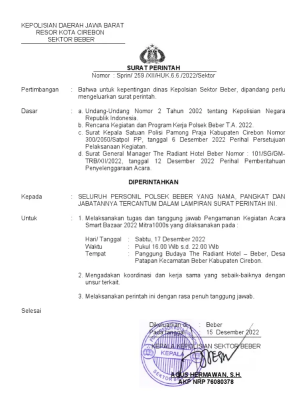 KEPOLISIAN DAERAH JAWA BARAT
RESOR KOTA CIREBON
SEKTOR BEBER
SURAT PERINTAH
Nomor : Sprin/ 259 /XII/HUK.6.6./2022/Sektor
Pertimbangan : Bahwa untuk kepentingan dinas Kepolsian Sektor Beber, dipandang perlu
mengeluarkan surat perintah.
Dasar : a. Undang-Undang Nomor 2 Tahun 2002 tentang Kepolisian Negara
Republik Indonesia.
b. Rencana Kegiatan dan Program Kerja Polsek Beber T.A. 2022.
c. Surat Kepala Satuan Polisi Pamong Praja Kabupaten Cirebon Nomor
300/2050/Satpol PP, tanggal 6 Desember 2022 Perihal Persetujuan
Pelaksanaan Kegiatan.
d. Surat General Manager The Radiant Hotel Beber Nomor : 101/SG/GM-
TRB/XII/2022, tanggal 12 Desember 2022 Perihal Pemberitahuan
Penyelenggaraan Acara.
DIPERINTAHKAN
Kepada : SELURUH PERSONIL POLSEK BEBER YANG NAMA, PANGKAT DAN
JABATANNYA TERCANTUM DALAM LAMPIRAN SURAT PERINTAH INI.
Untuk : 1. Melaksanakan tugas dan tanggung jawab Pengamanan Kegiatan Acara
Smart Bazaar 2022 Mitra1000s yang dilaksanakan pada :
Hari/ Tanggal : Sabtu, 17 Desember 2022
Waktu : Pukul 16.00 Wib s.d. 22.00 Wib
Tempat : Panggung Budaya The Radiant Hotel – Beber, Desa
Patapan Kecamatan Beber Kabupaten Cirebon.
2. Mengadakan koordinasi dan kerja sama yang sebaik-baiknya dengan
unsur terkait.
3. Melaksanakan perintah ini dengan rasa penuh tanggung jawab.
Selesai
Dikeluarkan di : Beber
Pada tanggal : 15 Desember 2022
KEPALA KEPOLISIAN SEKTOR BEBER
KEPALA
AGUS HERMAWAN, S.H.
AKP NRP 76080378